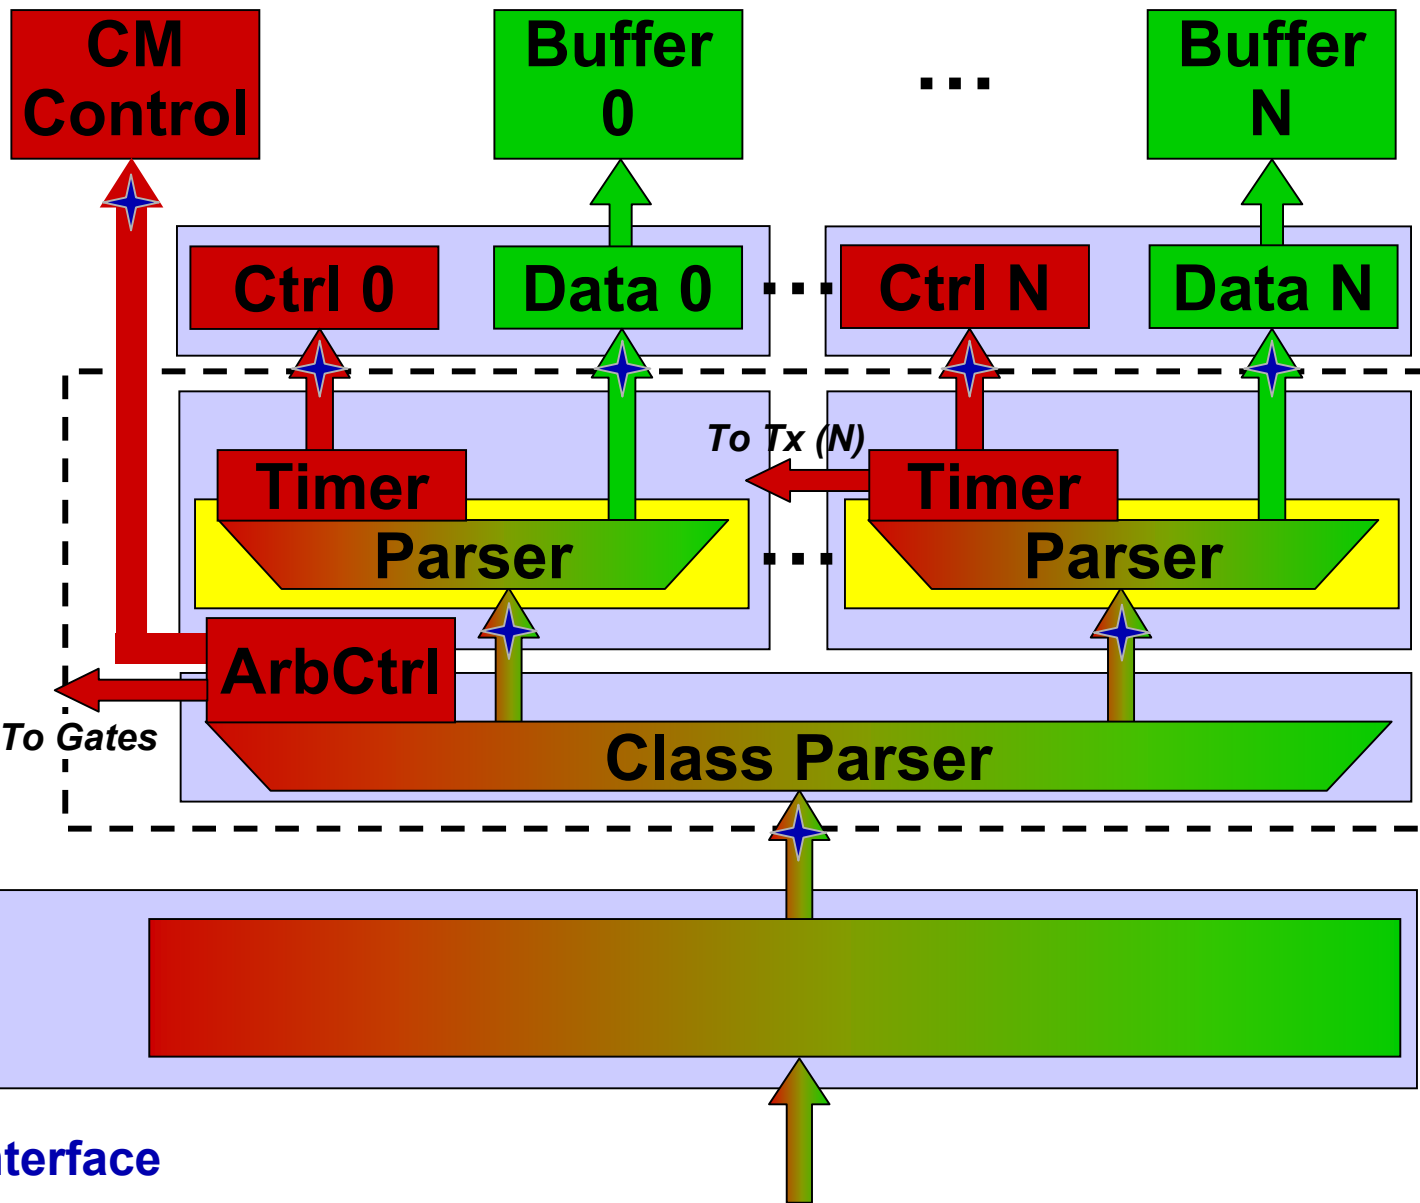 CM
Control
Buffer
0
...
Buffer
N
Ctrl 0
Data 0
...
Ctrl N
Data N
To Tx (N)
Timer
Timer
Parser
...
Parser
ArbCtrl
To Gates
Class Parser
nterface